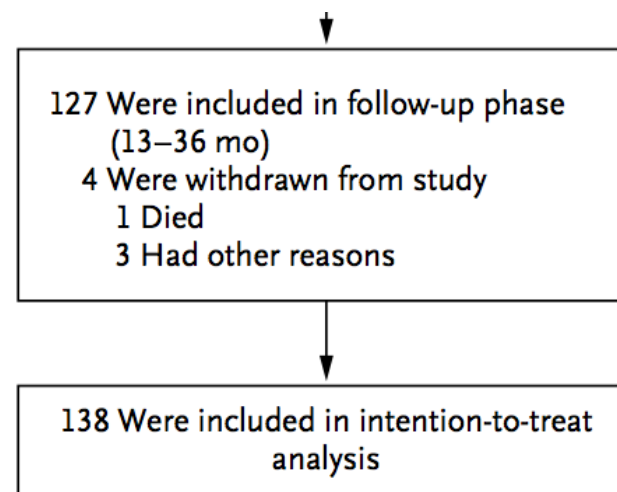 127 Were included in follow-up phase
(13–36 mo)
4 Were withdrawn from study
1 Died
3 Had other reasons
138 Were included in intention-to-treat
analysis